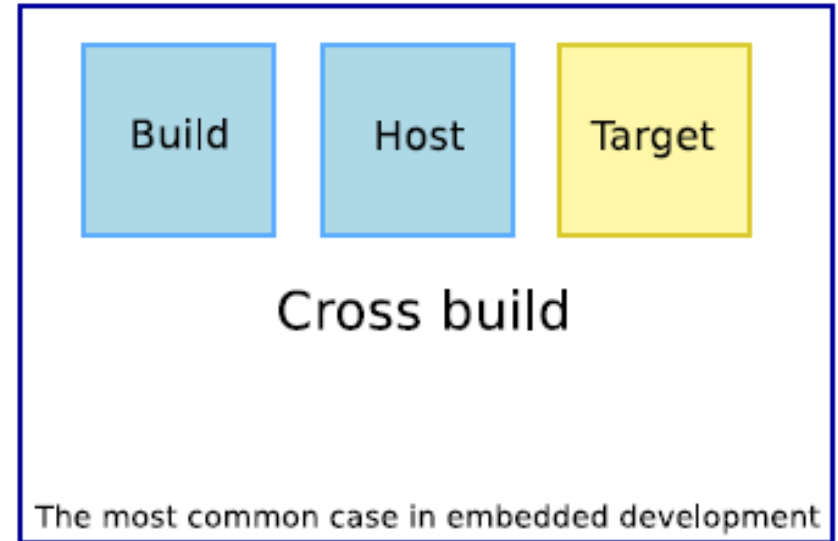 Build Host Target
Cross build
The most common case in embedded development